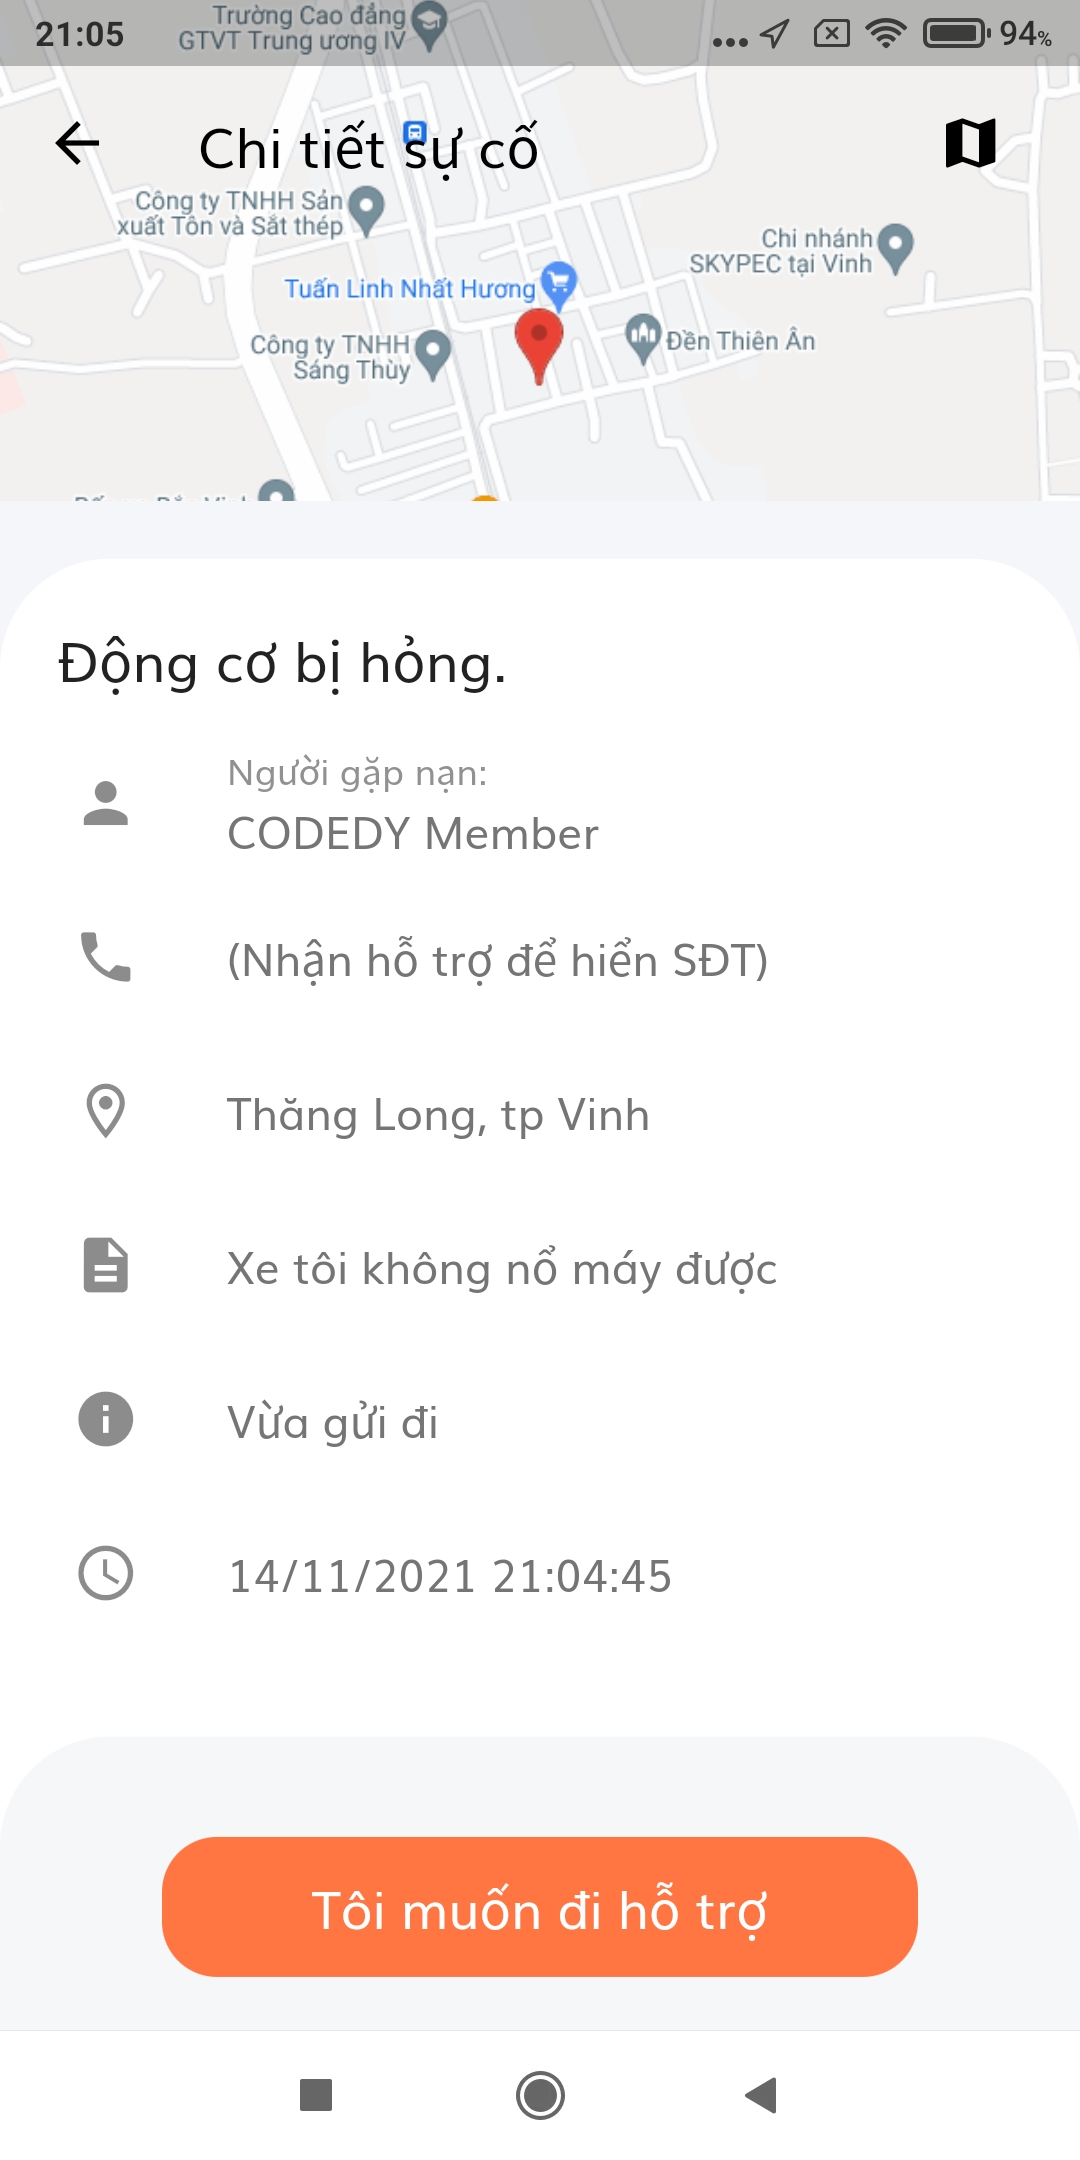 Trường Cao đẳng
GTVT Trung ương IV
21:05
94%
Chi tiết sự cố
Công ty TNHH Sản
xuất Tôn và Sắt thép
Chi nhánh
SKYPEC tại Vinh
Tuấn Linh Nhất Hương
Công ty TNHH
Sáng Thùy
Đền Thiên Ân
Động cơ bị hỏng.
Người gặp nạn:
CODEDY Member
(Nhận hỗ trợ để hiển SĐT)
Thăng Long, tp Vinh
Xe tôi không nổ máy được
Vừa gửi đi
14/11/2021 21:04:45
Tôi muốn đi hỗ trợ